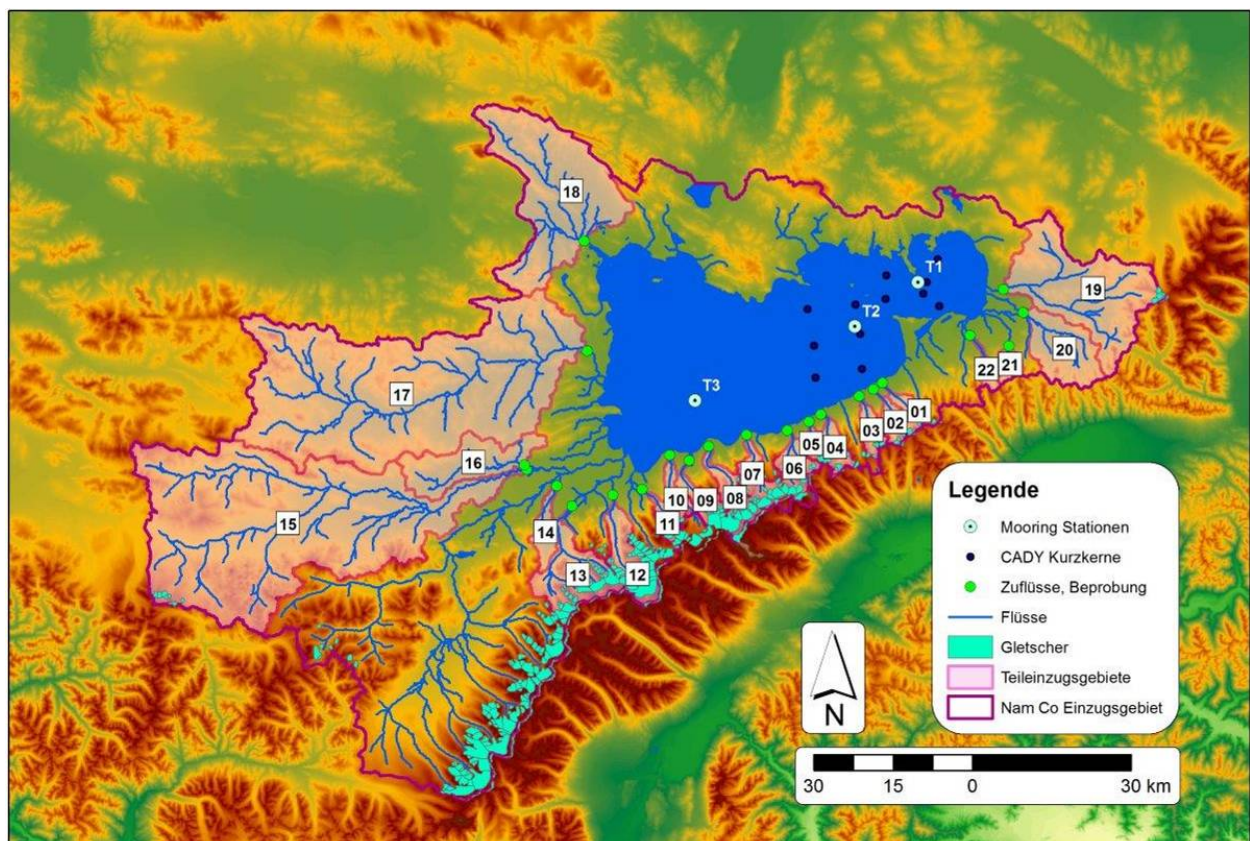 18
T1
19
T2
20
22
21
17
T3
01
02
03
05
04
16
06
07
10
09
08
15
11
14
13
12
Legende
Mooring Stationen
CADY Kurzkerne
Zuflüsse, Beprobung
Flüsse
Gletscher
Teileinzugsgebiete
Nam Co Einzugsgebiet
N
30 15 0 30 km